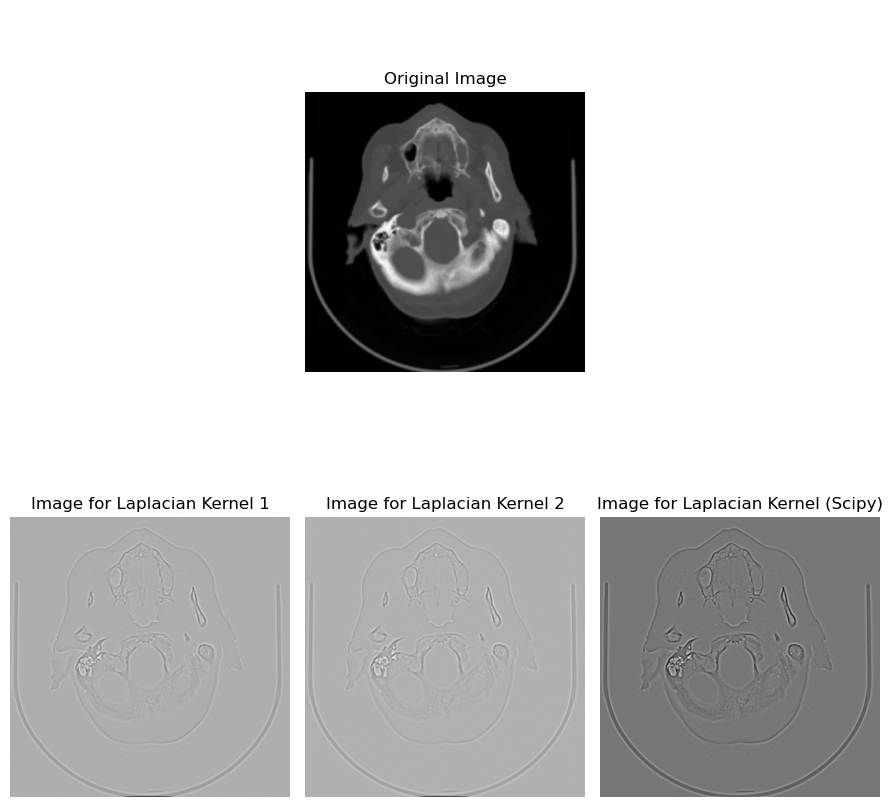 Original Image
Image for Laplacian Kernel 1
Image for Laplacian Kernel 2
Image for Laplacian Kernel (Scipy)